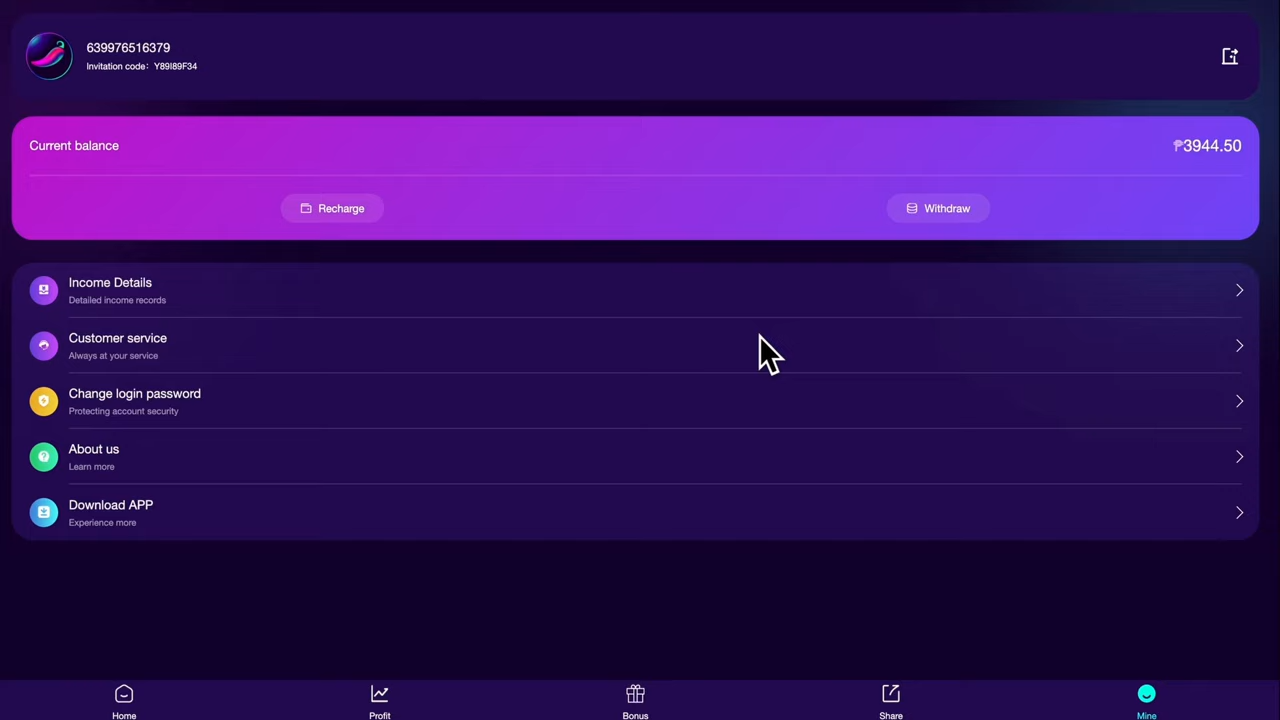 639976516379
Invitation code: Y89I89F34
Current balance
₱3944.50
Recharge
Withdraw
Income Details
Detailed income records
Customer service
Always at your service
Change login password
Protecting account security
About us
Learn more
Download APP
Experience more
Home
Profit
Bonus
Share
Mine